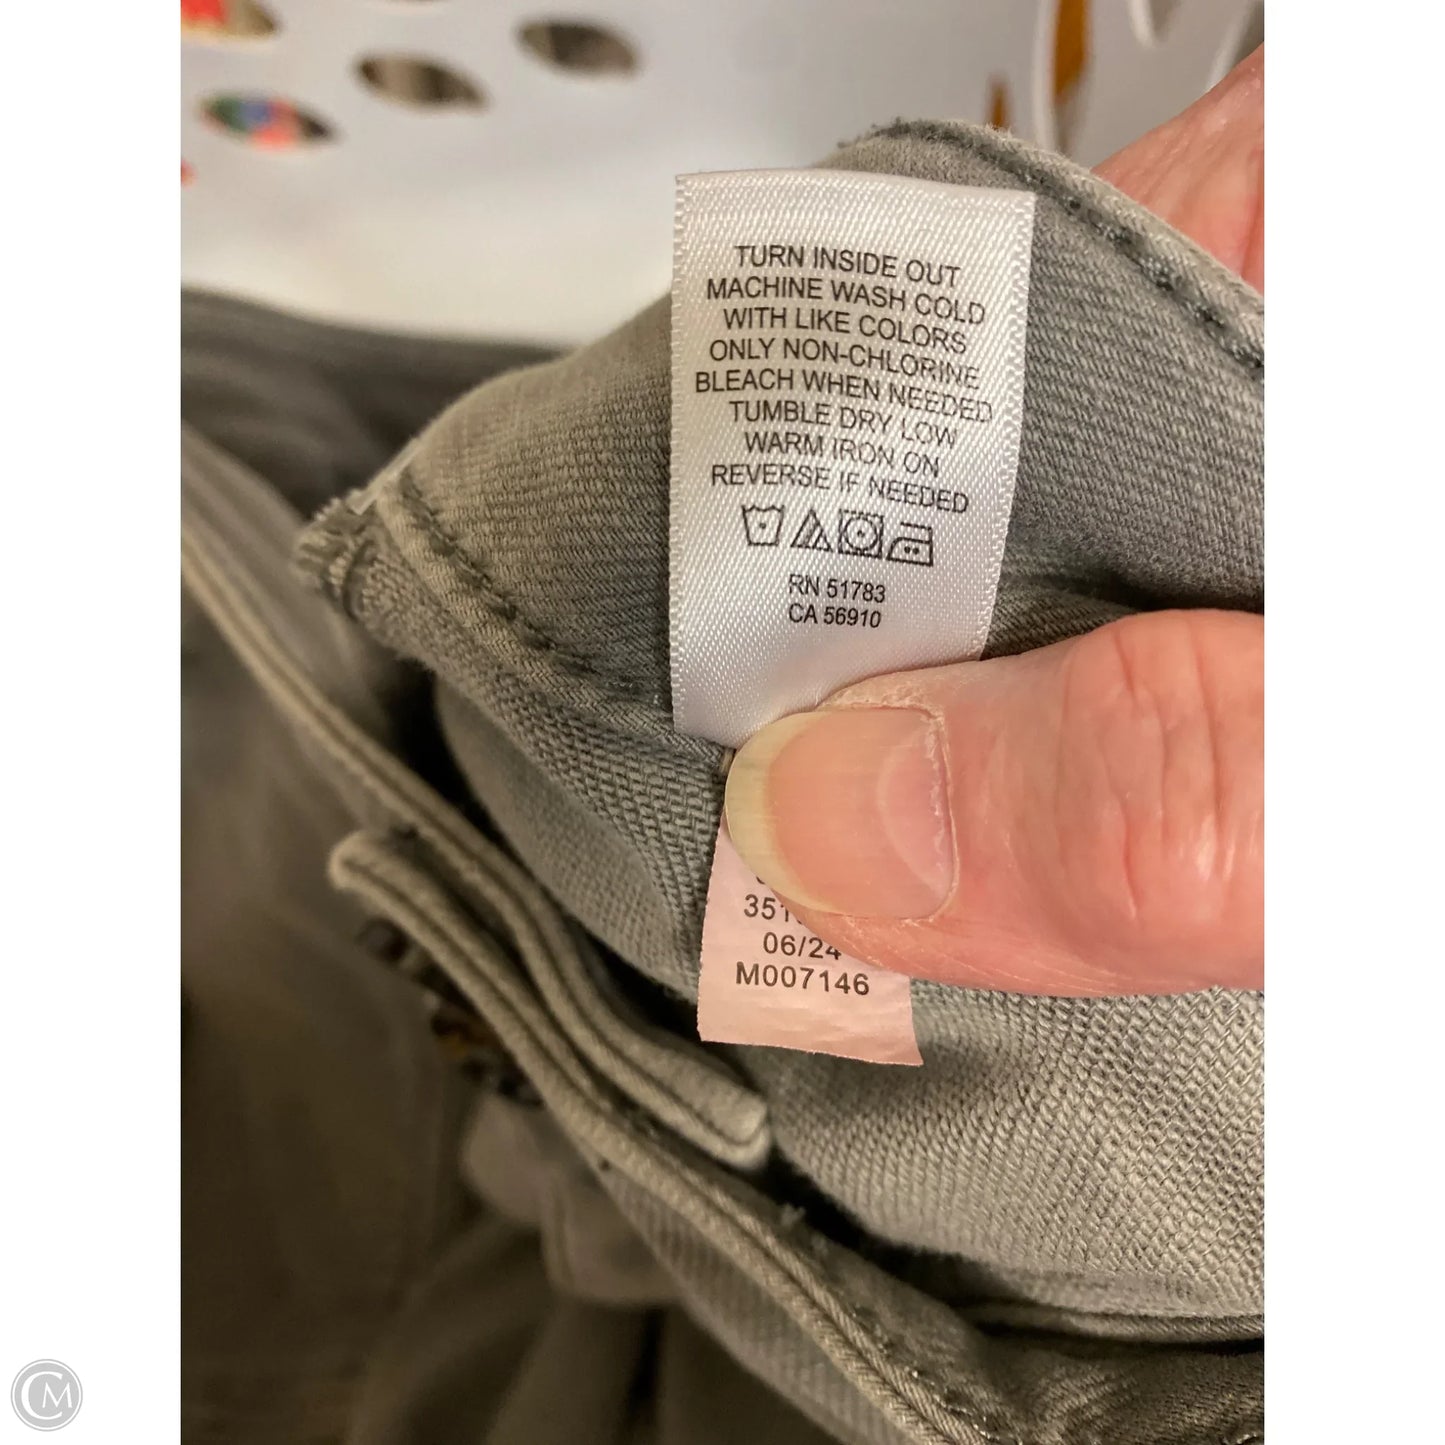 TURN INSIDE OUT
MACHINE WASH COLD
WITH LIKE COLORS
ONLY NON-CHLORINE
BLEACH WHEN NEEDED
TUMBLE DRY LOW
WARM IRON ON
REVERSE IF NEEDED
RN 51783
CA 56910
06/24
M007146
CM